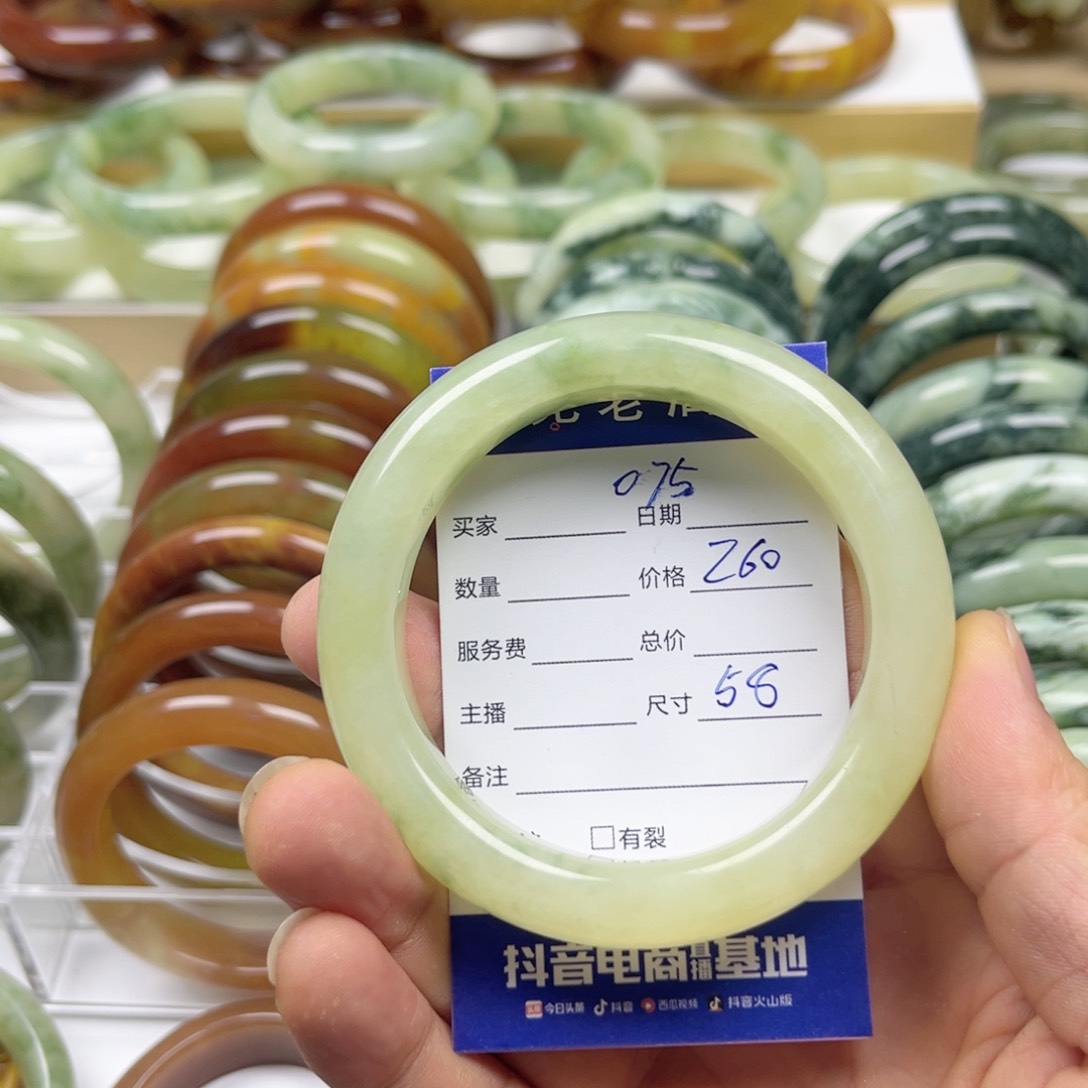 075
买家 日期
数量 价格 260
服务费 总价
主播 尺寸 58
备注
有裂
抖音电商直播基地
头条 今日头条 抖音 西瓜视频 抖音火山版